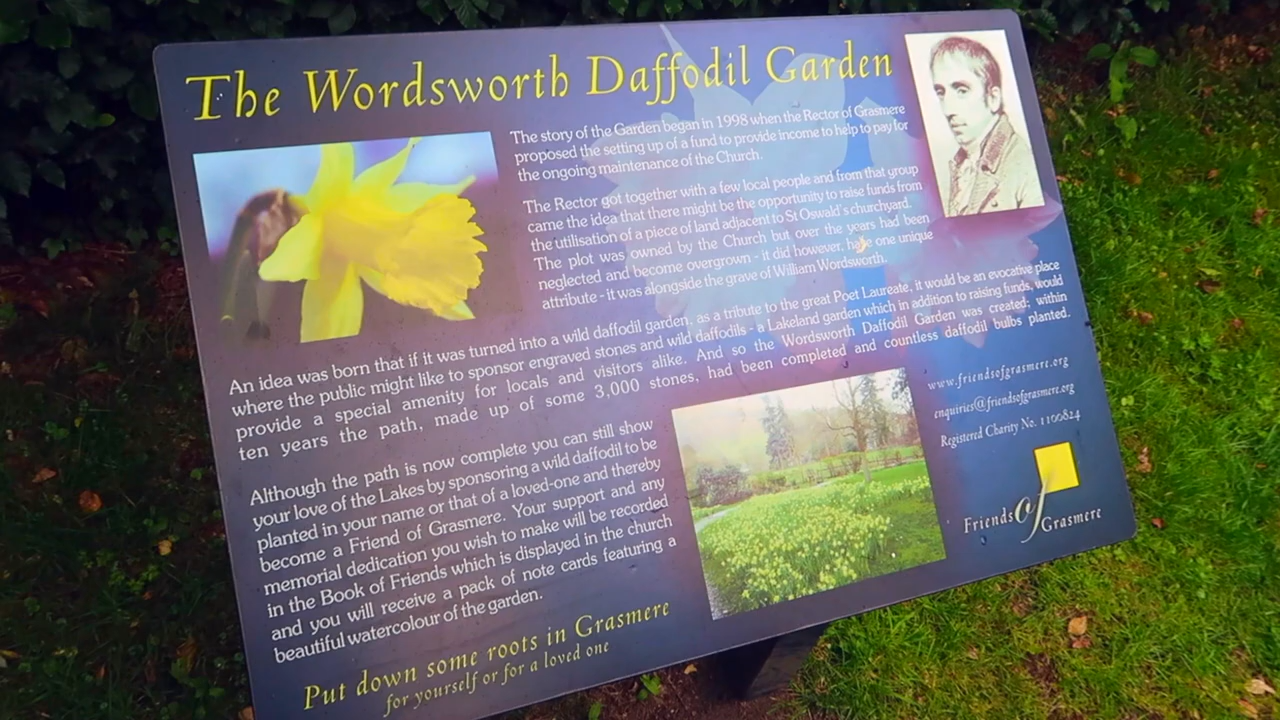 The Wordsworth Daffodil Garden
The story of the Garden began in 1998 when the Rector of Grasmere
proposed the setting up of a fund to provide income to help to pay for
the ongoing maintenance of the Church.
The Rector got together with a few local people and from that group
came the idea that there might be the opportunity to raise funds from
the utilisation of a piece of land adjacent to St Oswald's churchyard.
The plot was owned by the Church but over the years had been
neglected and become overgrown - it did however, have one unique
attribute - it was alongside the grave of William Wordsworth.
An idea was born that if it was turned into a wild daffodil garden, as a tribute to the great Poet Laureate, it would be an evocative place
where the public might like to sponsor engraved stones and wild daffodils - a Lakeland garden which in addition to raising funds, would
provide a special amenity for locals and visitors alike. And so the Wordsworth Daffodil Garden was created; within
ten years the path, made up of some 3,000 stones, had been completed and countless daffodil bulbs planted.
Although the path is now complete you can still show
your love of the Lakes by sponsoring a wild daffodil to be
planted in your name or that of a loved-one and thereby
become a Friend of Grasmere. Your support and any
memorial dedication you wish to make will be recorded
in the Book of Friends which is displayed in the church
and you will receive a pack of note cards featuring a
beautiful watercolour of the garden.
Put down some roots in Grasmere
for yourself or for a loved one
www.friendsofgrasmere.org
enquiries@friendsofgrasmere.org
Registered Charity No. 1100824
Friends of Grasmere